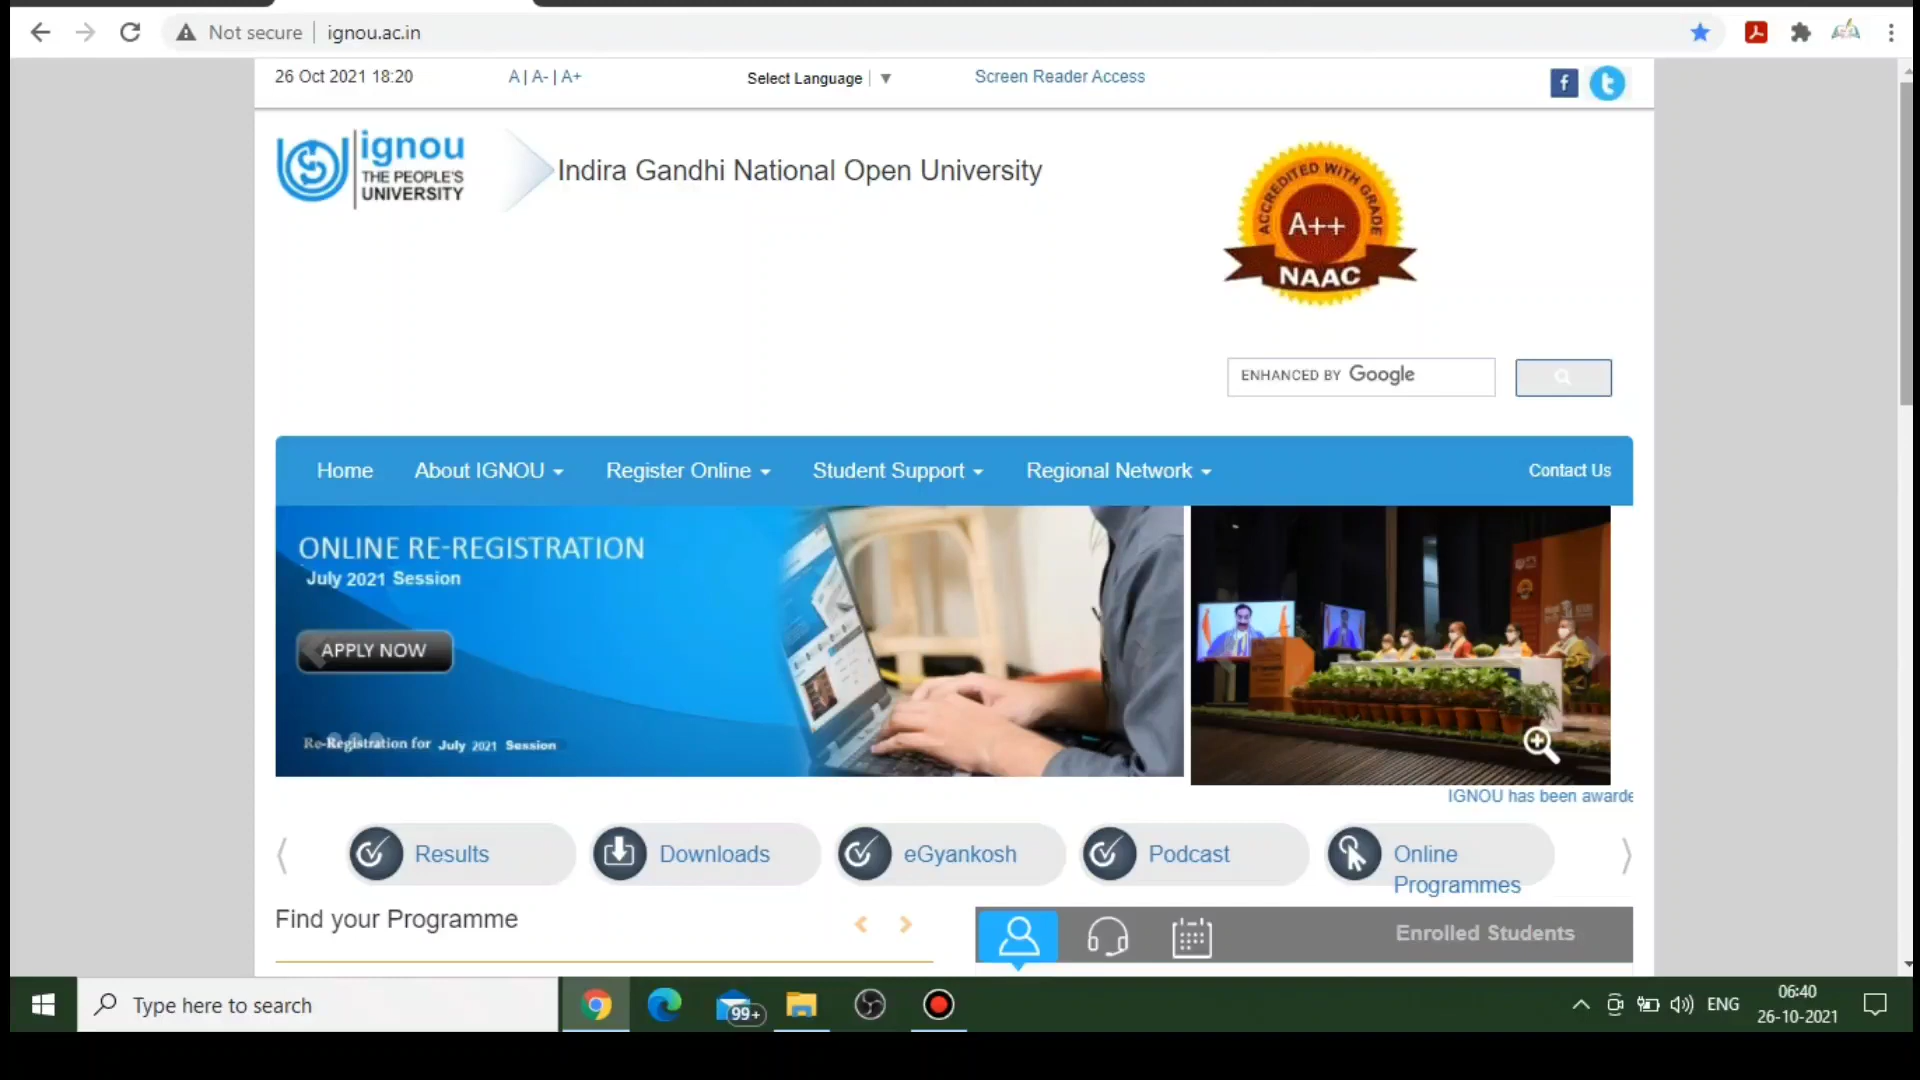 Not secure ignou.ac.in
26 Oct 2021 18:20 A | A- | A+ Select Language ▼ Screen Reader Access
ignou
THE PEOPLE'S
UNIVERSITY
Indira Gandhi National Open University
ACCREDITED WITH GRADE
A++
NAAC
ENHANCED BY Google
Home About IGNOU Register Online Student Support Regional Network Contact Us
ONLINE RE-REGISTRATION
July 2021 Session
APPLY NOW
Re-Registration for July 2021 Session
IGNOU has been awarde
Results Downloads eGyankosh Podcast Online
Programmes
Find your Programme
Enrolled Students
Type here to search
99+
ENG
06:40
26-10-2021